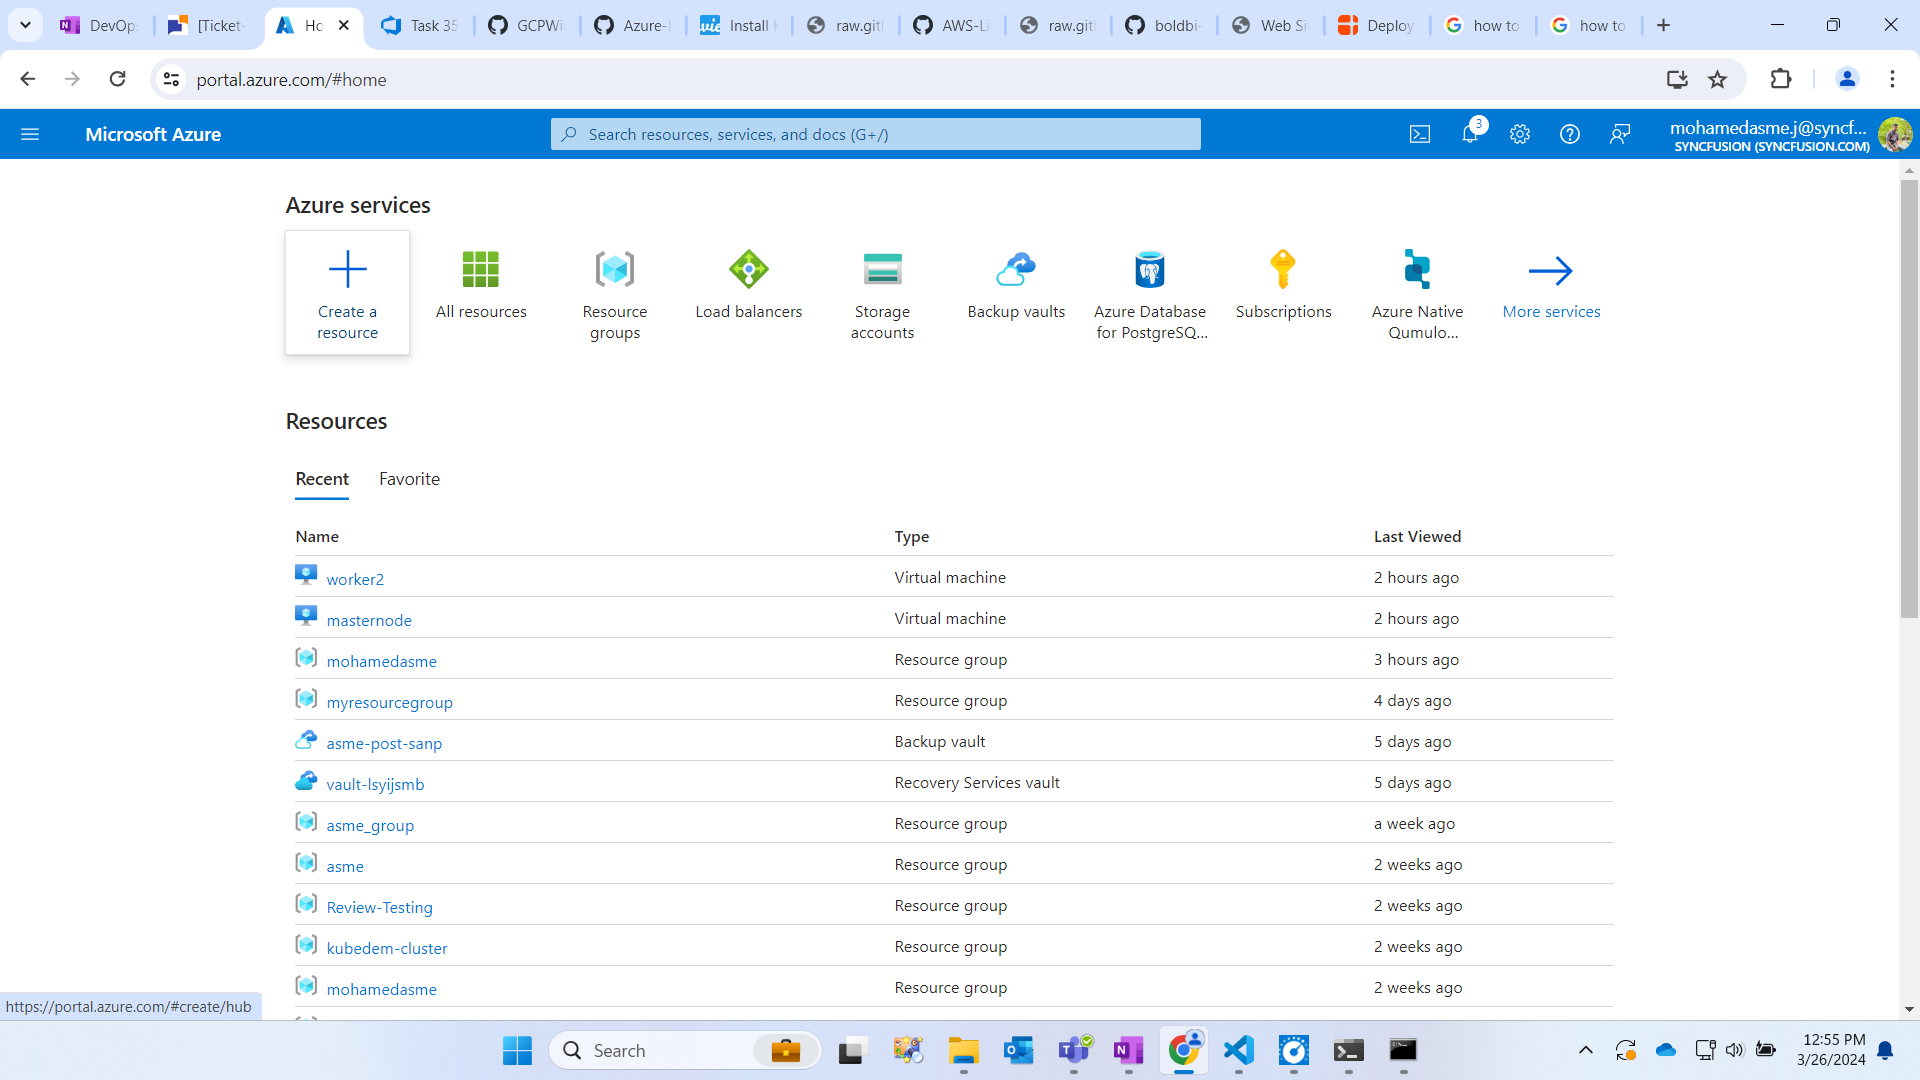 DevOps
[Ticket-
Ho
Task 35
GCPWi
Azure-
Install
raw.gith
AWS-Li
raw.gith
boldbi-
Web Si
Deploy
how to
how to
portal.azure.com/#home
Microsoft Azure
Search resources, services, and docs (G+/)
3
mohamedasme.j@syncf...
SYNCFUSION (SYNCFUSION.COM)
Azure services
Create a
resource
All resources
Resource
groups
Load balancers
Storage
accounts
Backup vaults
Azure Database
for PostgreSQ...
Subscriptions
Azure Native
Qumulo...
More services
Resources
Recent Favorite
Name Type Last Viewed
worker2 Virtual machine 2 hours ago
masternode Virtual machine 2 hours ago
mohamedasme Resource group 3 hours ago
myresourcegroup Resource group 4 days ago
asme-post-sanp Backup vault 5 days ago
vault-lsyijsmb Recovery Services vault 5 days ago
asme_group Resource group a week ago
asme Resource group 2 weeks ago
Review-Testing Resource group 2 weeks ago
kubedem-cluster Resource group 2 weeks ago
mohamedasme Resource group 2 weeks ago
https://portal.azure.com/#create/hub
Search
12:55 PM
3/26/2024